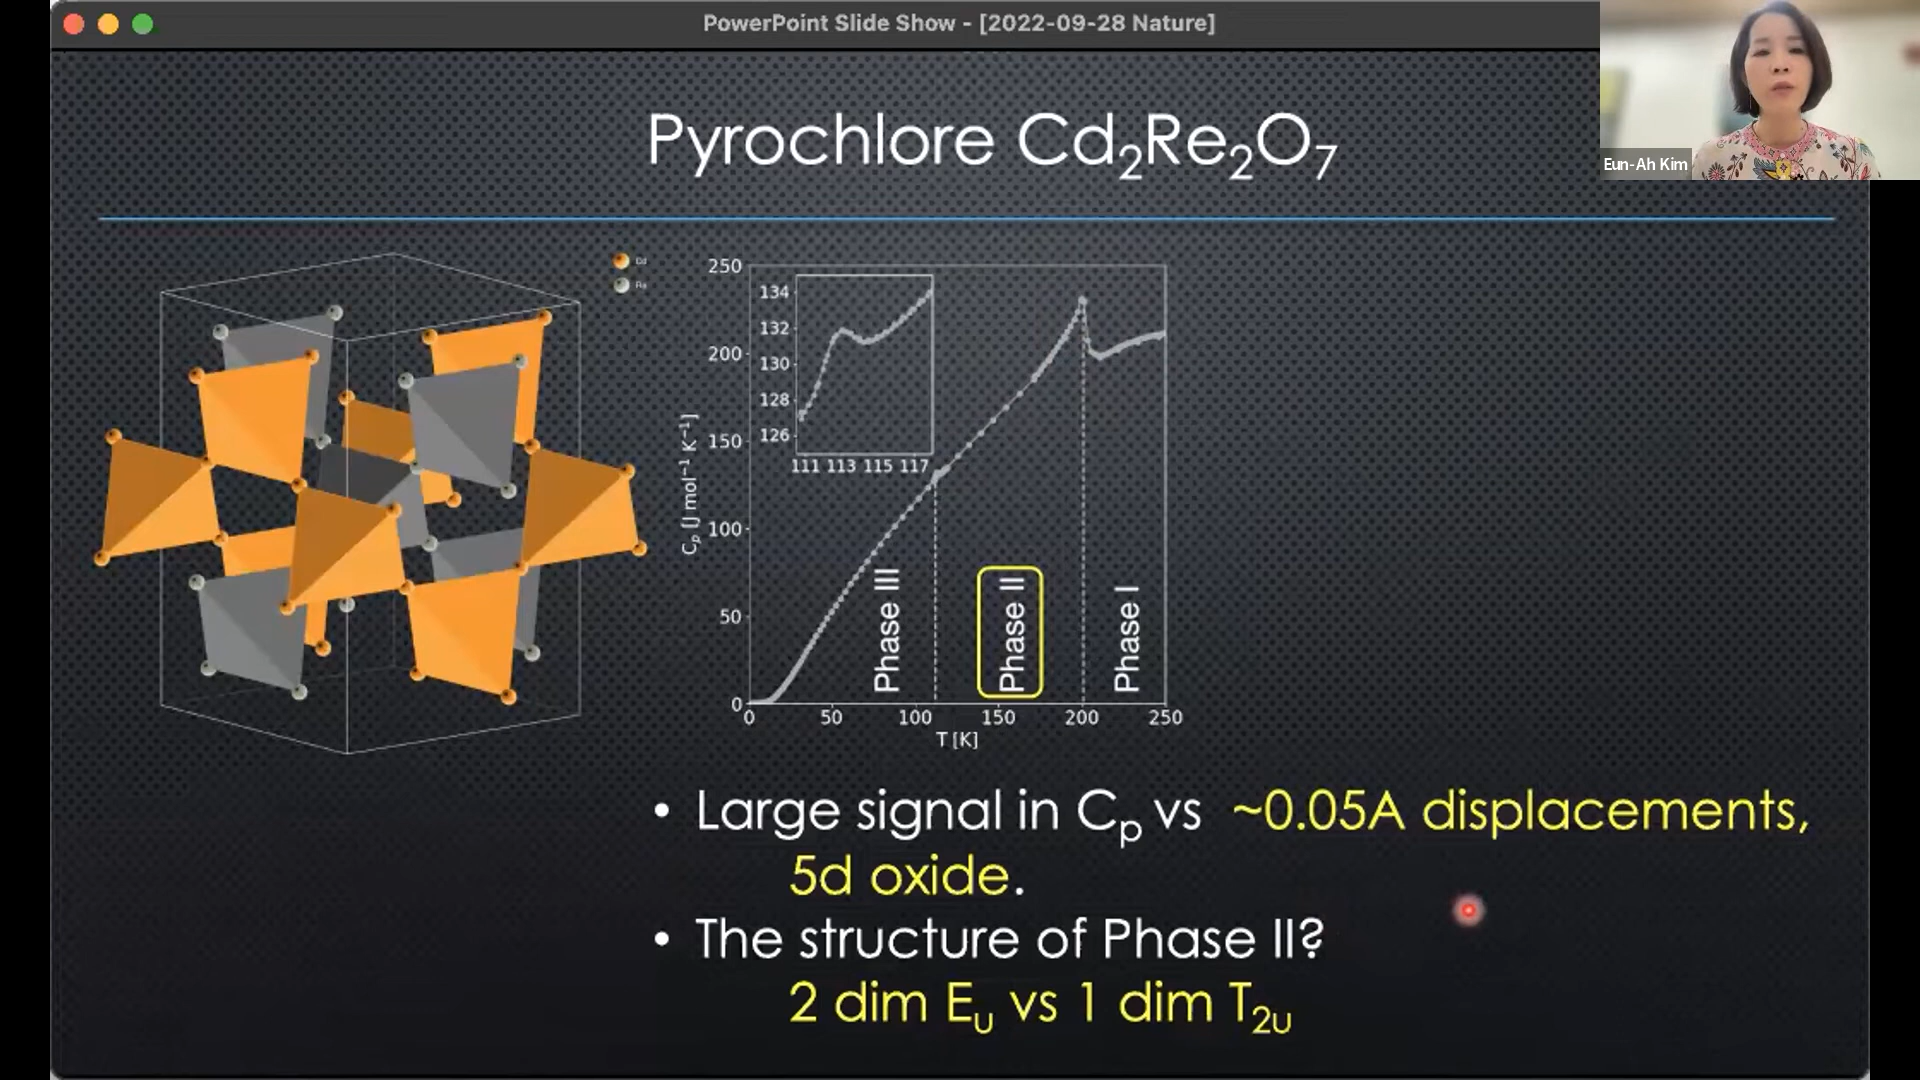 PowerPoint Slide Show - [2022-09-28 Nature]
Eun-Ah Kim
Pyrochlore Cd₂Re₂O₇
Cd
Re
250
200
150
100
50
0
Cₚ [J mol⁻¹ K⁻¹]
134
132
130
128
126
111 113 115 117
Phase III
Phase II
Phase I
0 50 100 150 200 250
T [K]
• Large signal in Cₚ vs ~0.05A displacements,
5d oxide.
• The structure of Phase II?
2 dim Eᵤ vs 1 dim T₂ᵤ